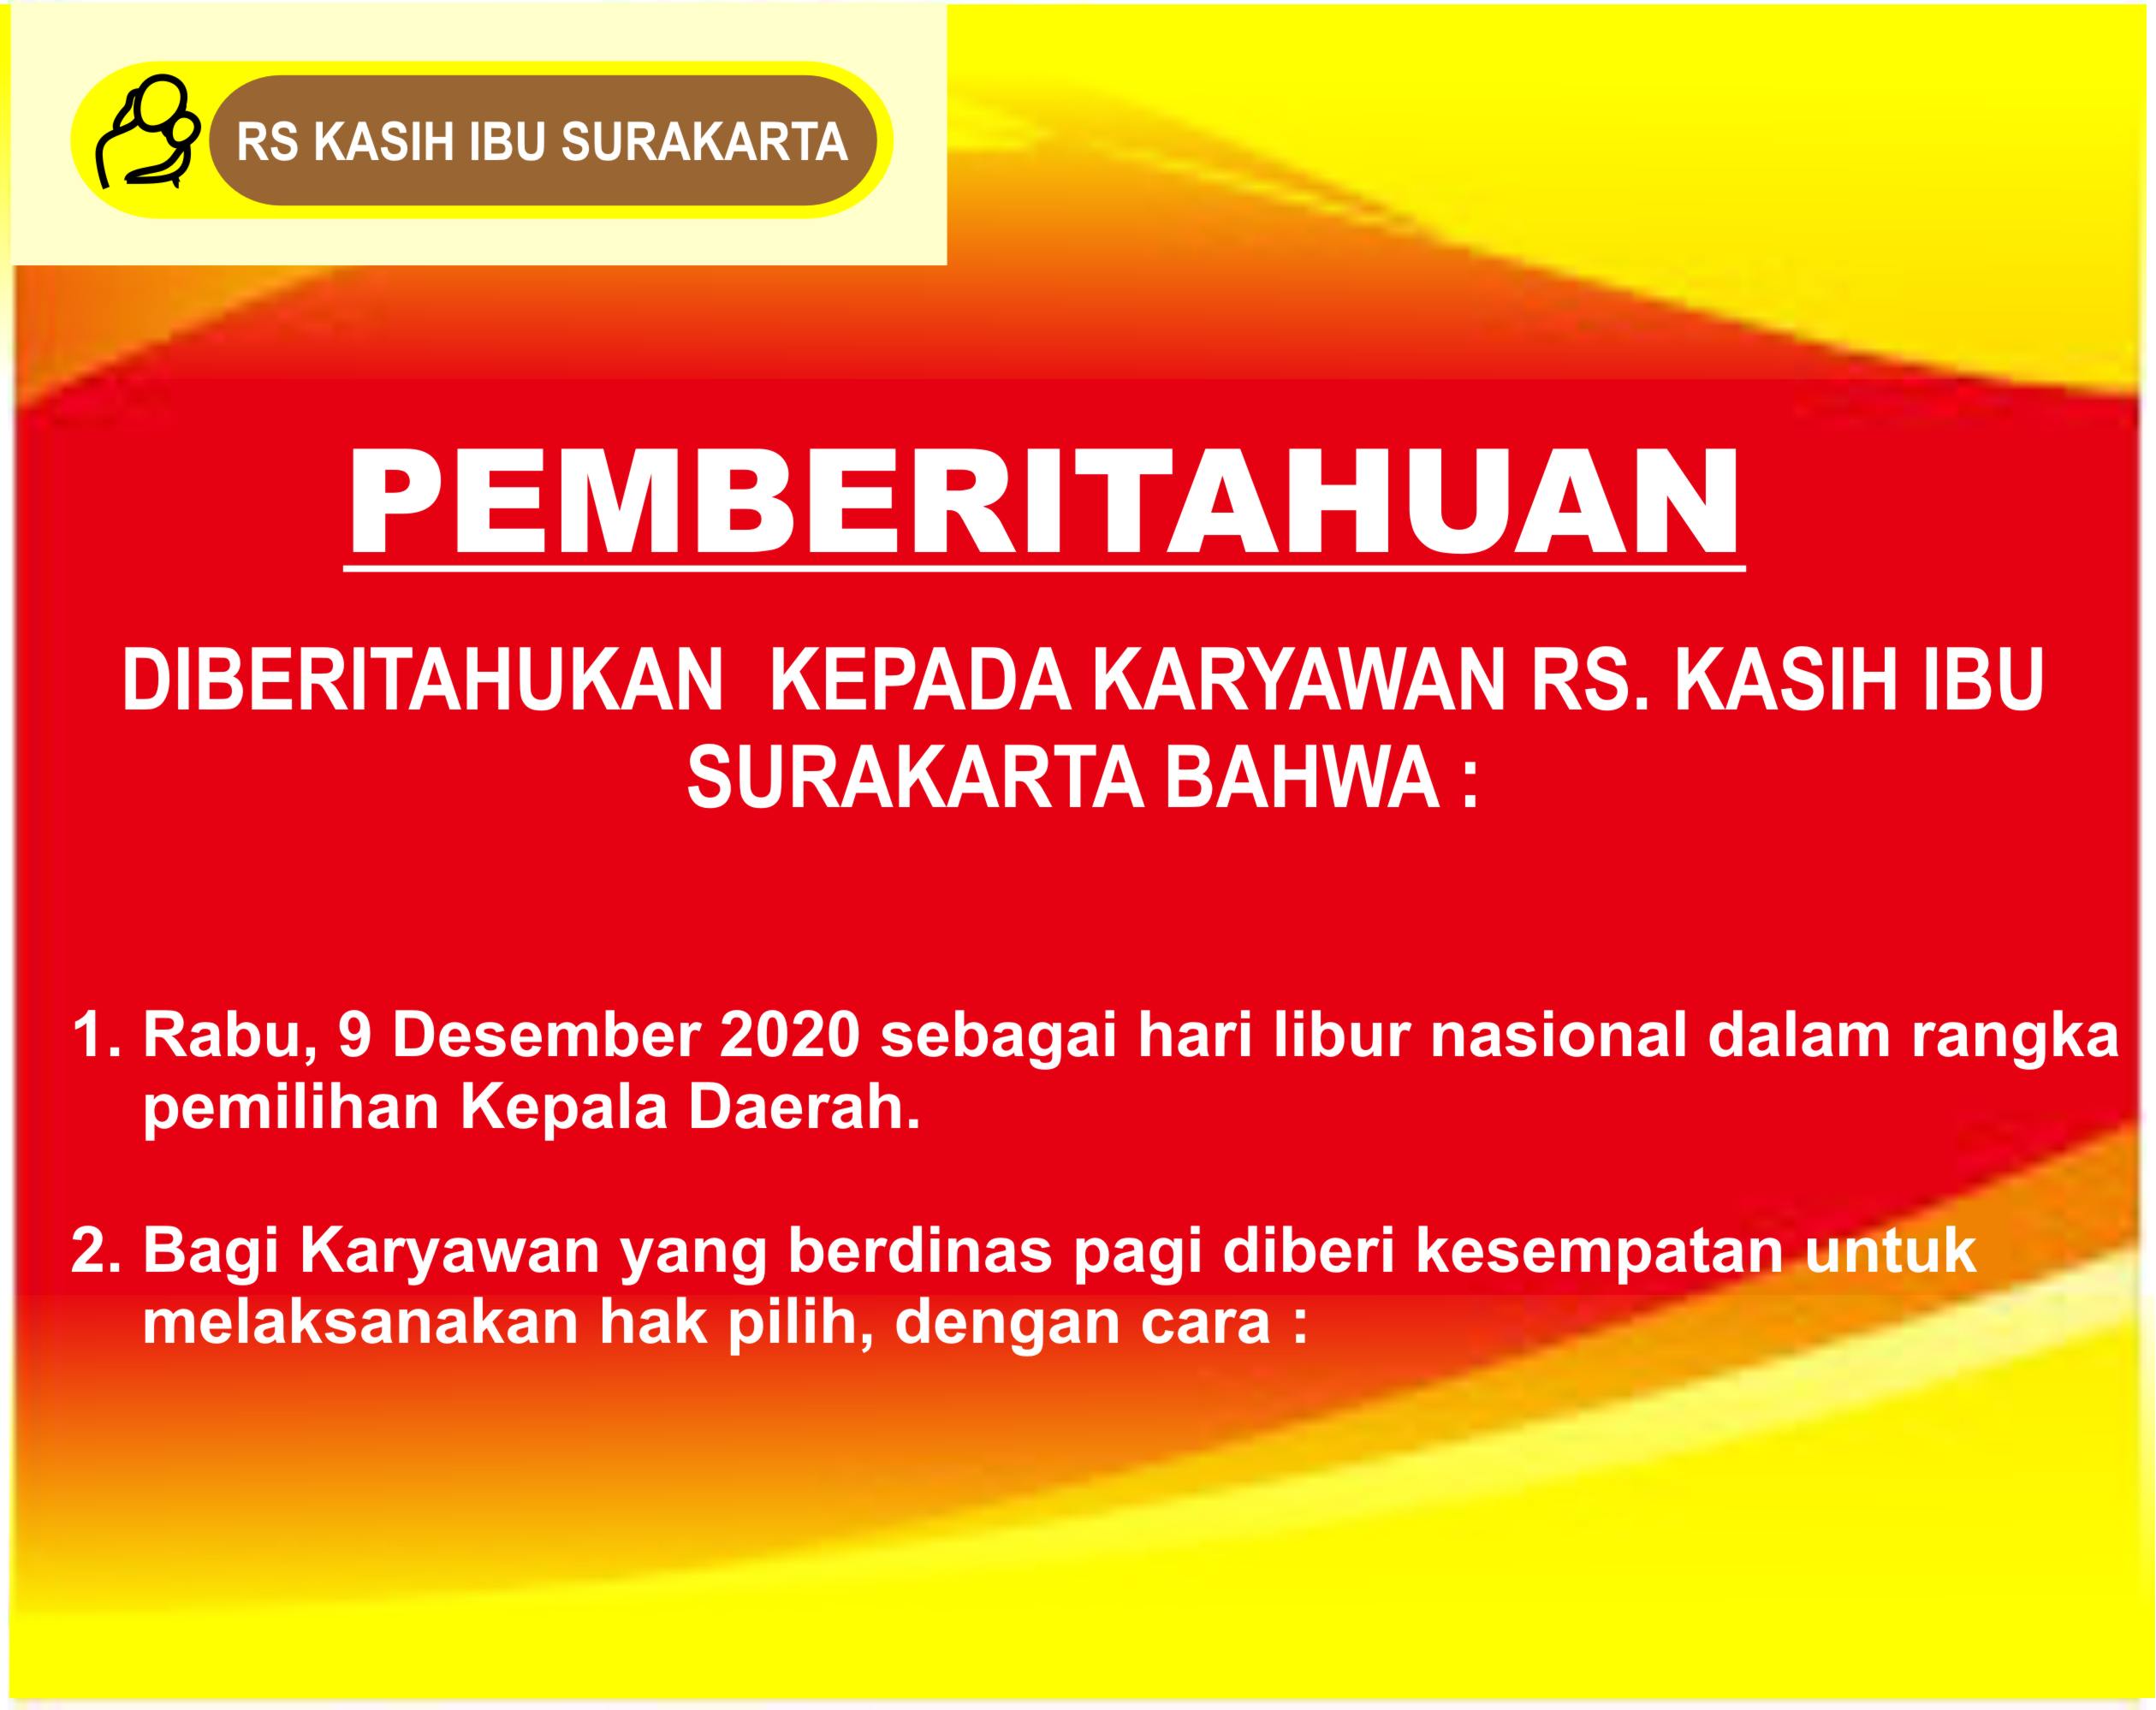 RS KASIH IBU SURAKARTA
PEMBERITAHUAN
DIBERITAHUKAN KEPADA KARYAWAN RS. KASIH IBU
SURAKARTA BAHWA :
1. Rabu, 9 Desember 2020 sebagai hari libur nasional dalam rangka
pemilihan Kepala Daerah.
2. Bagi Karyawan yang berdinas pagi diberi kesempatan untuk
melaksanakan hak pilih, dengan cara :